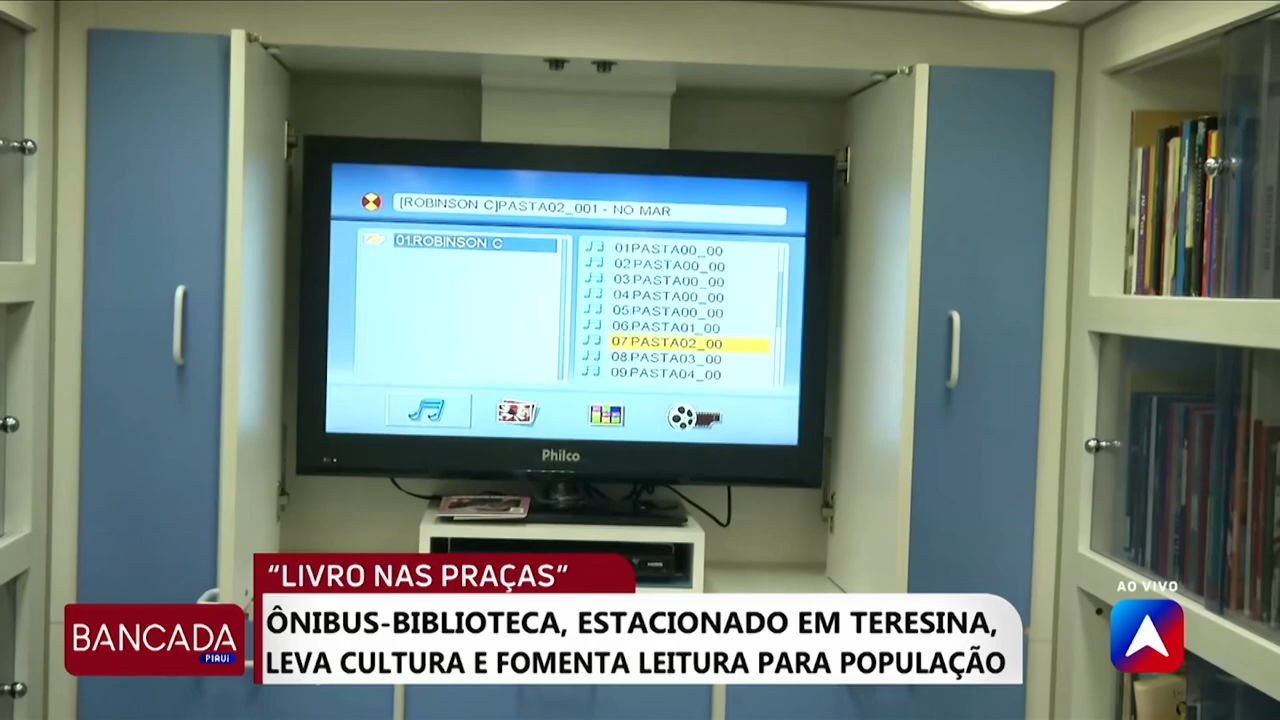 [ROBINSON C]PASTA02_001 - NO MAR
01.ROBINSON C
01PASTA00_00
02PASTA00_00
03PASTA00_00
04PASTA00_00
05PASTA00_00
06PASTA01_00
07PASTA02_00
08PASTA03_00
09PASTA04_00
Philco
“LIVRO NAS PRAÇAS”
ÔNIBUS-BIBLIOTECA, ESTACIONADO EM TERESINA,
LEVA CULTURA E FOMENTA LEITURA PARA POPULAÇÃO
BANCADA
PIAUÍ
AO VIVO